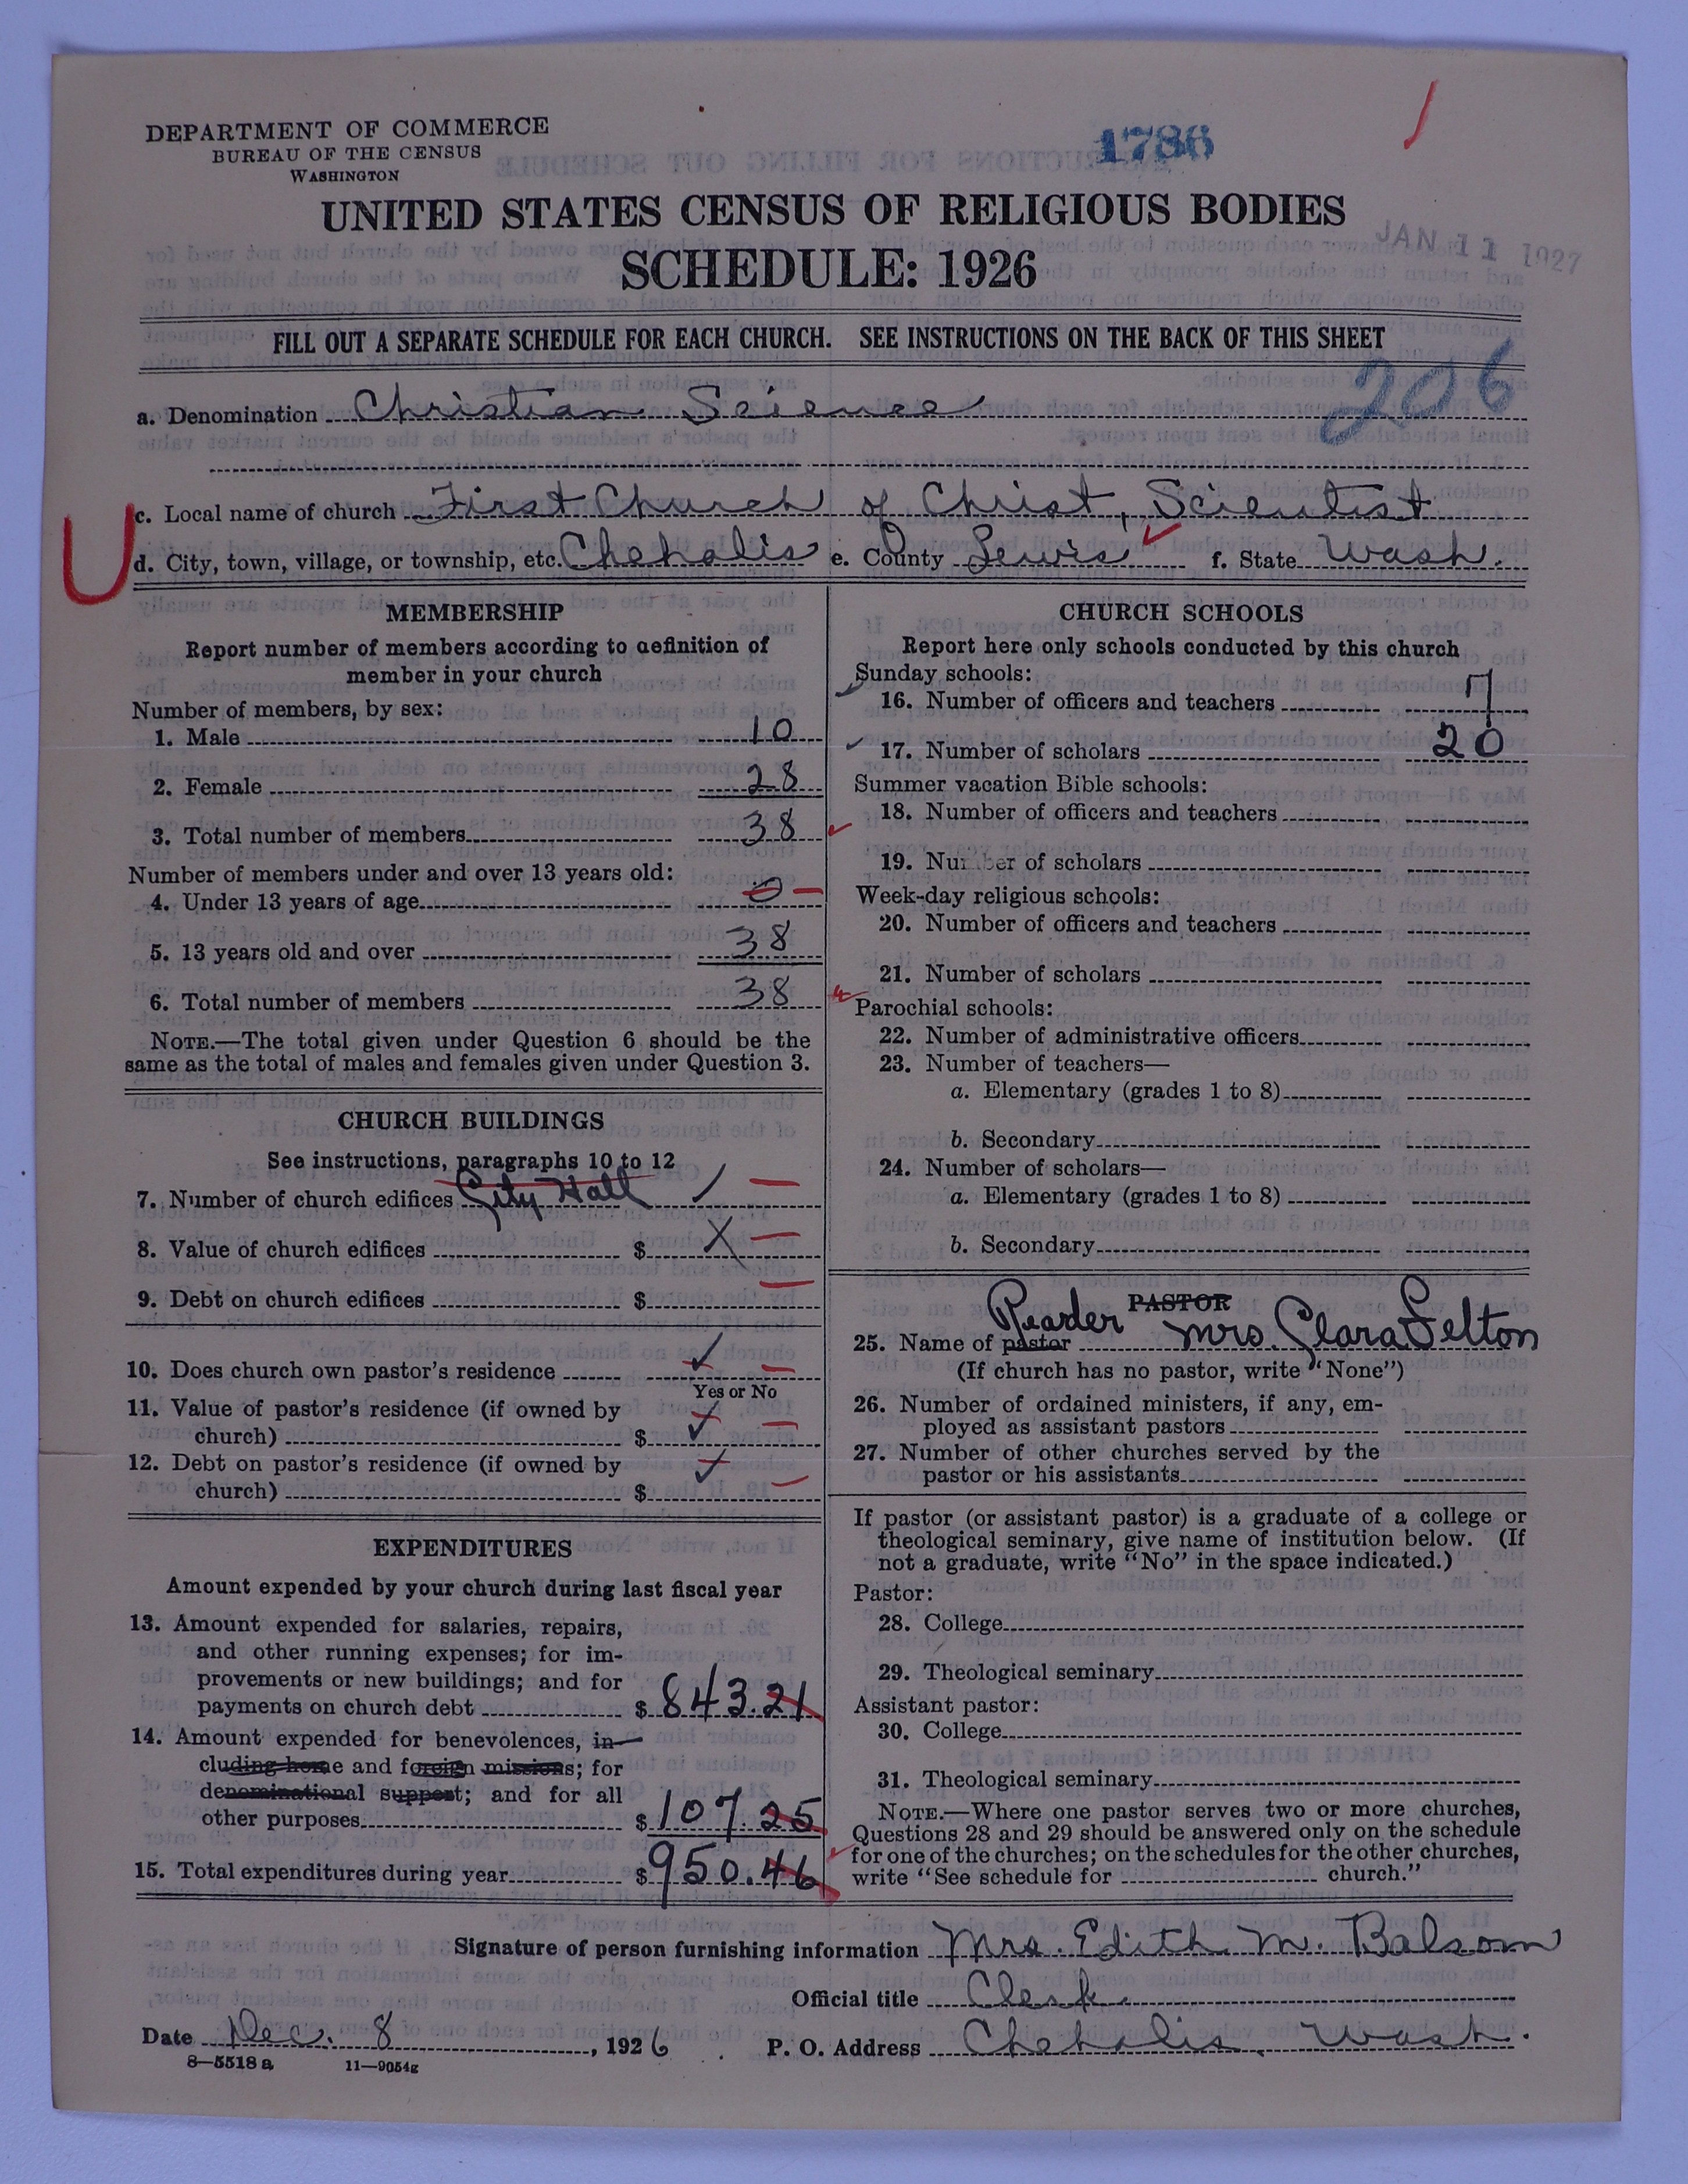 DEPARTMENT OF COMMERCE
BUREAU OF THE CENSUS
WASHINGTON
1786
UNITED STATES CENSUS OF RELIGIOUS BODIES
SCHEDULE: 1926
JAN 11 1927
FILL OUT A SEPARATE SCHEDULE FOR EACH CHURCH. SEE INSTRUCTIONS ON THE BACK OF THIS SHEET
206
a. Denomination Christian Science
c. Local name of church First Church of Christ, Scientist
d. City, town, village, or township, etc. Chehalis e. County Lewis f. State Wash.
MEMBERSHIP
Report number of members according to definition of
member in your church
Number of members, by sex:
1. Male 10
2. Female 28
3. Total number of members 38
Number of members under and over 13 years old:
4. Under 13 years of age 0
5. 13 years old and over 38
6. Total number of members 38
NOTE.—The total given under Question 6 should be the
same as the total of males and females given under Question 3.
CHURCH BUILDINGS
See instructions, paragraphs 10 to 12
7. Number of church edifices City Hall
8. Value of church edifices $ X
9. Debt on church edifices $
10. Does church own pastor's residence
Yes or No
11. Value of pastor's residence (if owned by
church) $
12. Debt on pastor's residence (if owned by
church) $
EXPENDITURES
Amount expended by your church during last fiscal year
13. Amount expended for salaries, repairs,
and other running expenses; for im-
provements or new buildings; and for
payments on church debt $ 843.21
14. Amount expended for benevolences, in-
cluding home and foreign missions; for
denominational support; and for all
other purposes $ 107.25
15. Total expenditures during year $ 950.46
CHURCH SCHOOLS
Report here only schools conducted by this church
Sunday schools:
16. Number of officers and teachers 7
17. Number of scholars 20
Summer vacation Bible schools:
18. Number of officers and teachers
19. Number of scholars
Week-day religious schools:
20. Number of officers and teachers
21. Number of scholars
Parochial schools:
22. Number of administrative officers
23. Number of teachers—
a. Elementary (grades 1 to 8)
b. Secondary
24. Number of scholars—
a. Elementary (grades 1 to 8)
b. Secondary
PASTOR
Reader
25. Name of pastor Mrs. Clara Felton
(If church has no pastor, write "None")
26. Number of ordained ministers, if any, em-
ployed as assistant pastors
27. Number of other churches served by the
pastor or his assistants
If pastor (or assistant pastor) is a graduate of a college or
theological seminary, give name of institution below. (If
not a graduate, write "No" in the space indicated.)
Pastor:
28. College
29. Theological seminary
Assistant pastor:
30. College
31. Theological seminary
NOTE.—Where one pastor serves two or more churches,
Questions 28 and 29 should be answered only on the schedule
for one of the churches; on the schedules for the other churches,
write "See schedule for church."
Signature of person furnishing information Mrs. Edith M. Balsom
Official title Clerk.
Date Dec. 8, 1926 P. O. Address Chehalis, Wash.
8—5518 a 11—9054g